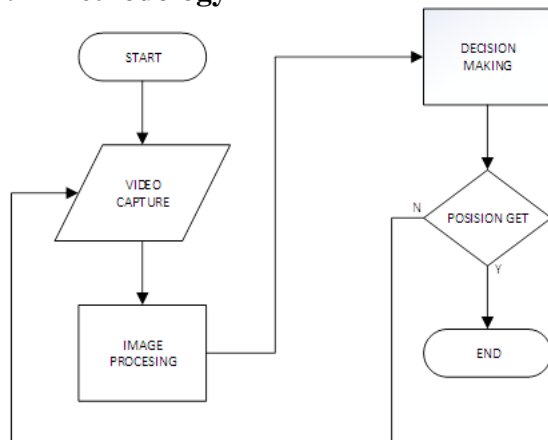 START
VIDEO
CAPTURE
IMAGE
PROCESING
DECISION
MAKING
POSISION GET
N
Y
END